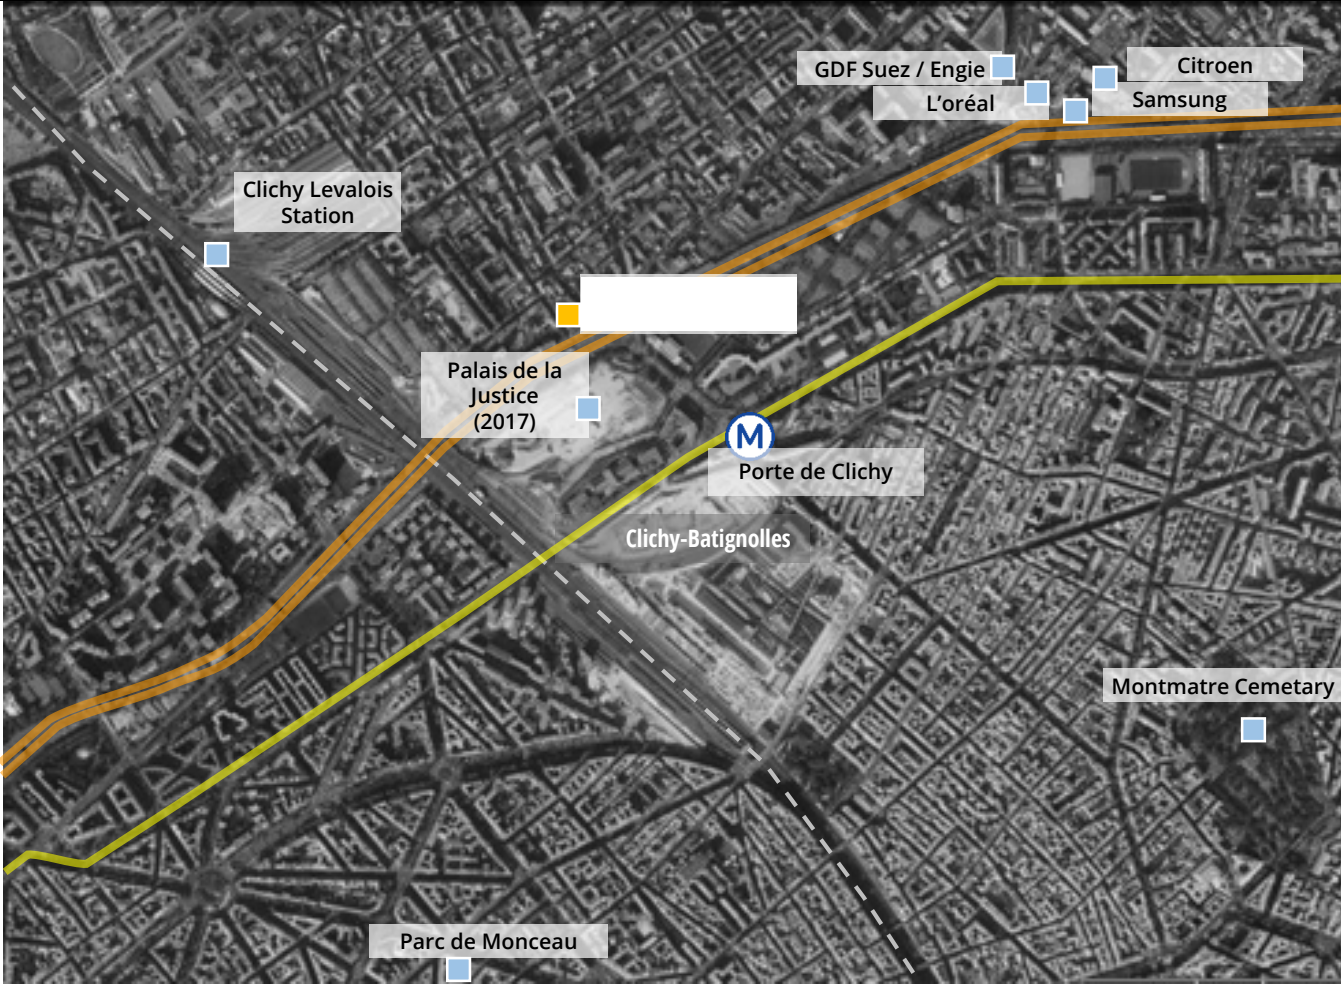 GDF Suez / Engie
Citroen
L'oréal
Samsung
Clichy Levalois
Station
Palais de la
Justice
(2017)
M
Porte de Clichy
Clichy-Batignolles
Montmatre Cemetary
Parc de Monceau